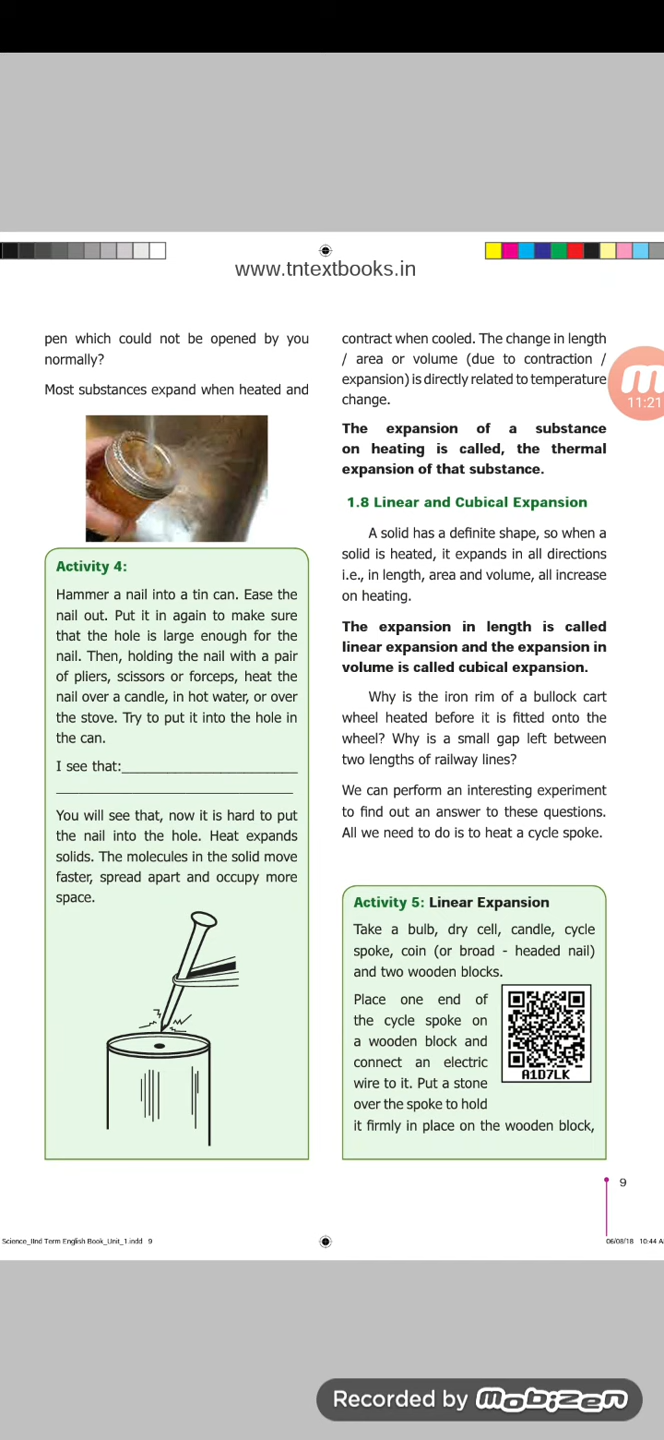 www.tntextbooks.in
pen which could not be opened by you
normally?
Most substances expand when heated and
Activity 4:
Hammer a nail into a tin can. Ease the
nail out. Put it in again to make sure
that the hole is large enough for the
nail. Then, holding the nail with a pair
of pliers, scissors or forceps, heat the
nail over a candle, in hot water, or over
the stove. Try to put it into the hole in
the can.
I see that:
You will see that, now it is hard to put
the nail into the hole. Heat expands
solids. The molecules in the solid move
faster, spread apart and occupy more
space.
contract when cooled. The change in length
/ area or volume (due to contraction /
expansion) is directly related to temperature
change.
The expansion of a substance
on heating is called, the thermal
expansion of that substance.
1.8 Linear and Cubical Expansion
A solid has a definite shape, so when a
solid is heated, it expands in all directions
i.e., in length, area and volume, all increase
on heating.
The expansion in length is called
linear expansion and the expansion in
volume is called cubical expansion.
Why is the iron rim of a bullock cart
wheel heated before it is fitted onto the
wheel? Why is a small gap left between
two lengths of railway lines?
We can perform an interesting experiment
to find out an answer to these questions.
All we need to do is to heat a cycle spoke.
Activity 5: Linear Expansion
Take a bulb, dry cell, candle, cycle
spoke, coin (or broad - headed nail)
and two wooden blocks.
Place one end of
the cycle spoke on
a wooden block and
connect an electric
wire to it. Put a stone
over the spoke to hold
it firmly in place on the wooden block,
A1D7LK
9
Science_IInd Term English Book_Unit_1.indd 9
06/08/18 10:44 A
m
11:21
Recorded by mobizen